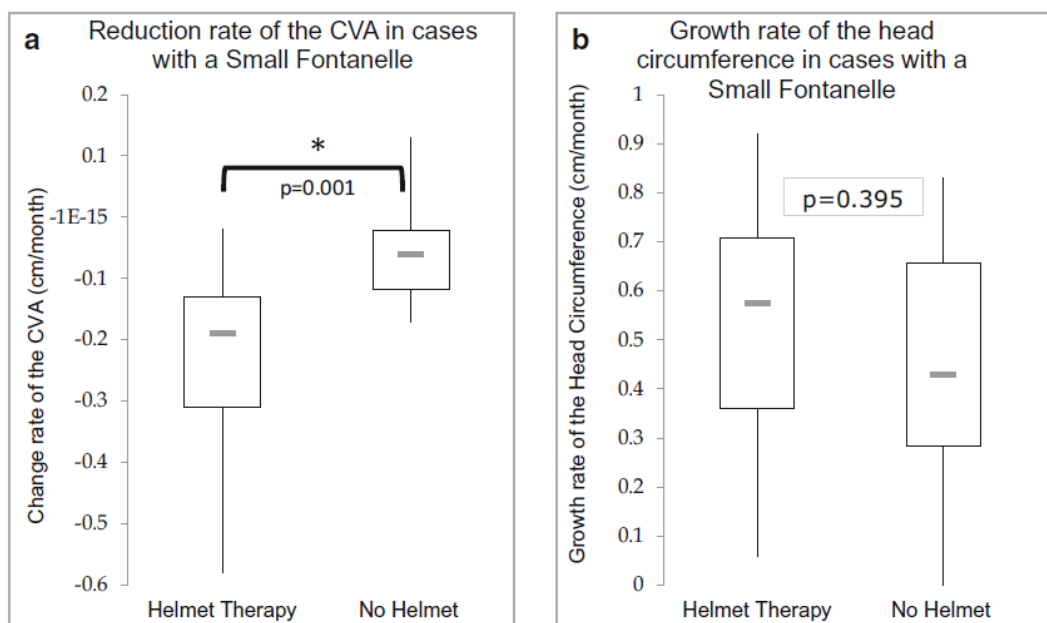 a
Reduction rate of the CVA in cases
with a Small Fontanelle
Change rate of the CVA (cm/month)
0.2
0.1
-1E-15
-0.1
-0.2
-0.3
-0.4
-0.5
-0.6
*
p=0.001
Helmet Therapy
No Helmet
b
Growth rate of the head
circumference in cases with a
Small Fontanelle
Growth rate of the Head Circumference (cm/month)
1
0.9
0.8
0.7
0.6
0.5
0.4
0.3
0.2
0.1
0
p=0.395
Helmet Therapy
No Helmet